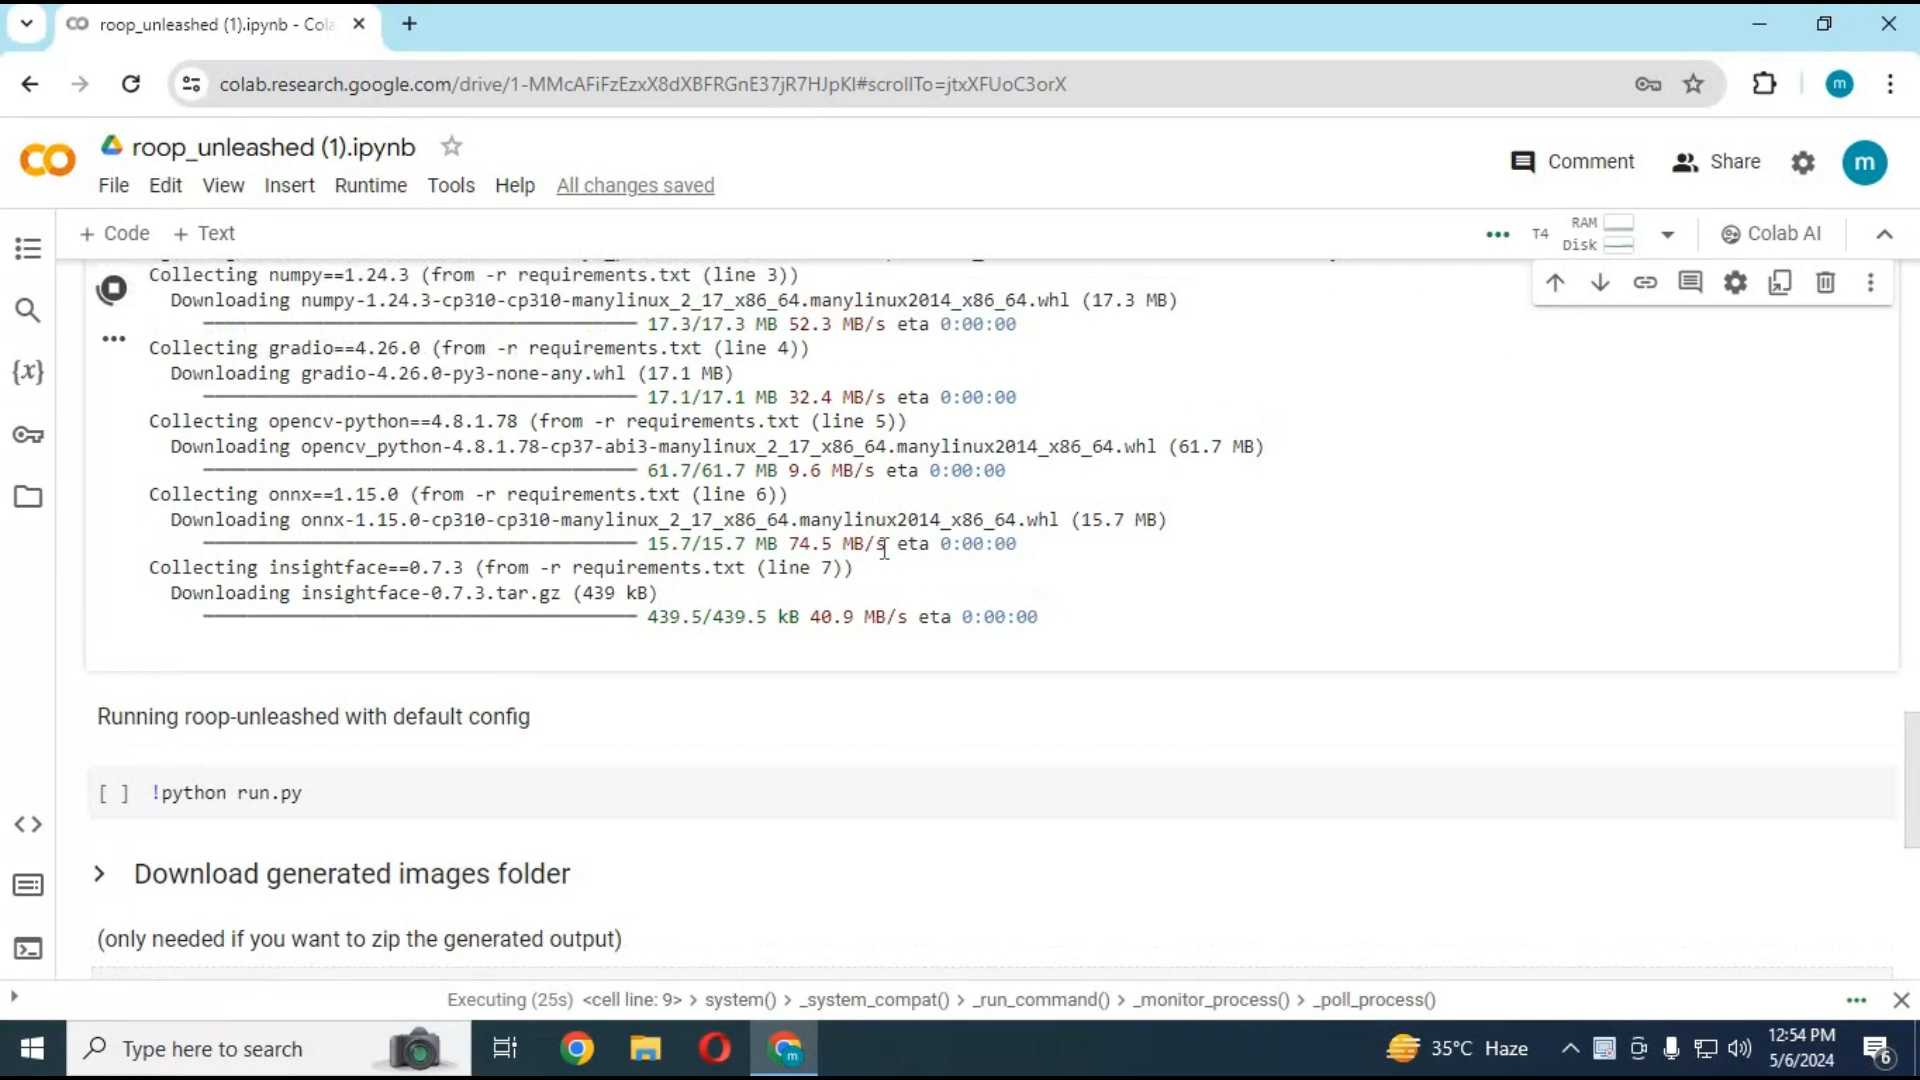 roop_unleashed (1).ipynb - Cola
colab.research.google.com/drive/1-MMcAFiFzEzxX8dXBFRGnE37jR7HJpKl#scrollTo=jtxXFUoC3orX
m
CO
roop_unleashed (1).ipynb
File Edit View Insert Runtime Tools Help All changes saved
Comment
Share
m
+ Code + Text
T4
RAM
Disk
Colab AI
Collecting numpy==1.24.3 (from -r requirements.txt (line 3))
Downloading numpy-1.24.3-cp310-cp310-manylinux_2_17_x86_64.manylinux2014_x86_64.whl (17.3 MB)
17.3/17.3 MB 52.3 MB/s eta 0:00:00
Collecting gradio==4.26.0 (from -r requirements.txt (line 4))
Downloading gradio-4.26.0-py3-none-any.whl (17.1 MB)
17.1/17.1 MB 32.4 MB/s eta 0:00:00
Collecting opencv-python==4.8.1.78 (from -r requirements.txt (line 5))
Downloading opencv_python-4.8.1.78-cp37-abi3-manylinux_2_17_x86_64.manylinux2014_x86_64.whl (61.7 MB)
61.7/61.7 MB 9.6 MB/s eta 0:00:00
Collecting onnx==1.15.0 (from -r requirements.txt (line 6))
Downloading onnx-1.15.0-cp310-cp310-manylinux_2_17_x86_64.manylinux2014_x86_64.whl (15.7 MB)
15.7/15.7 MB 74.5 MB/s eta 0:00:00
Collecting insightface==0.7.3 (from -r requirements.txt (line 7))
Downloading insightface-0.7.3.tar.gz (439 kB)
439.5/439.5 kB 40.9 MB/s eta 0:00:00
{x}
Running roop-unleashed with default config
[ ] !python run.py
Download generated images folder
(only needed if you want to zip the generated output)
Executing (25s) <cell line: 9> > system() > _system_compat() > _run_command() > _monitor_process() > _poll_process()
Type here to search
m
35°C Haze
12:54 PM
5/6/2024
6